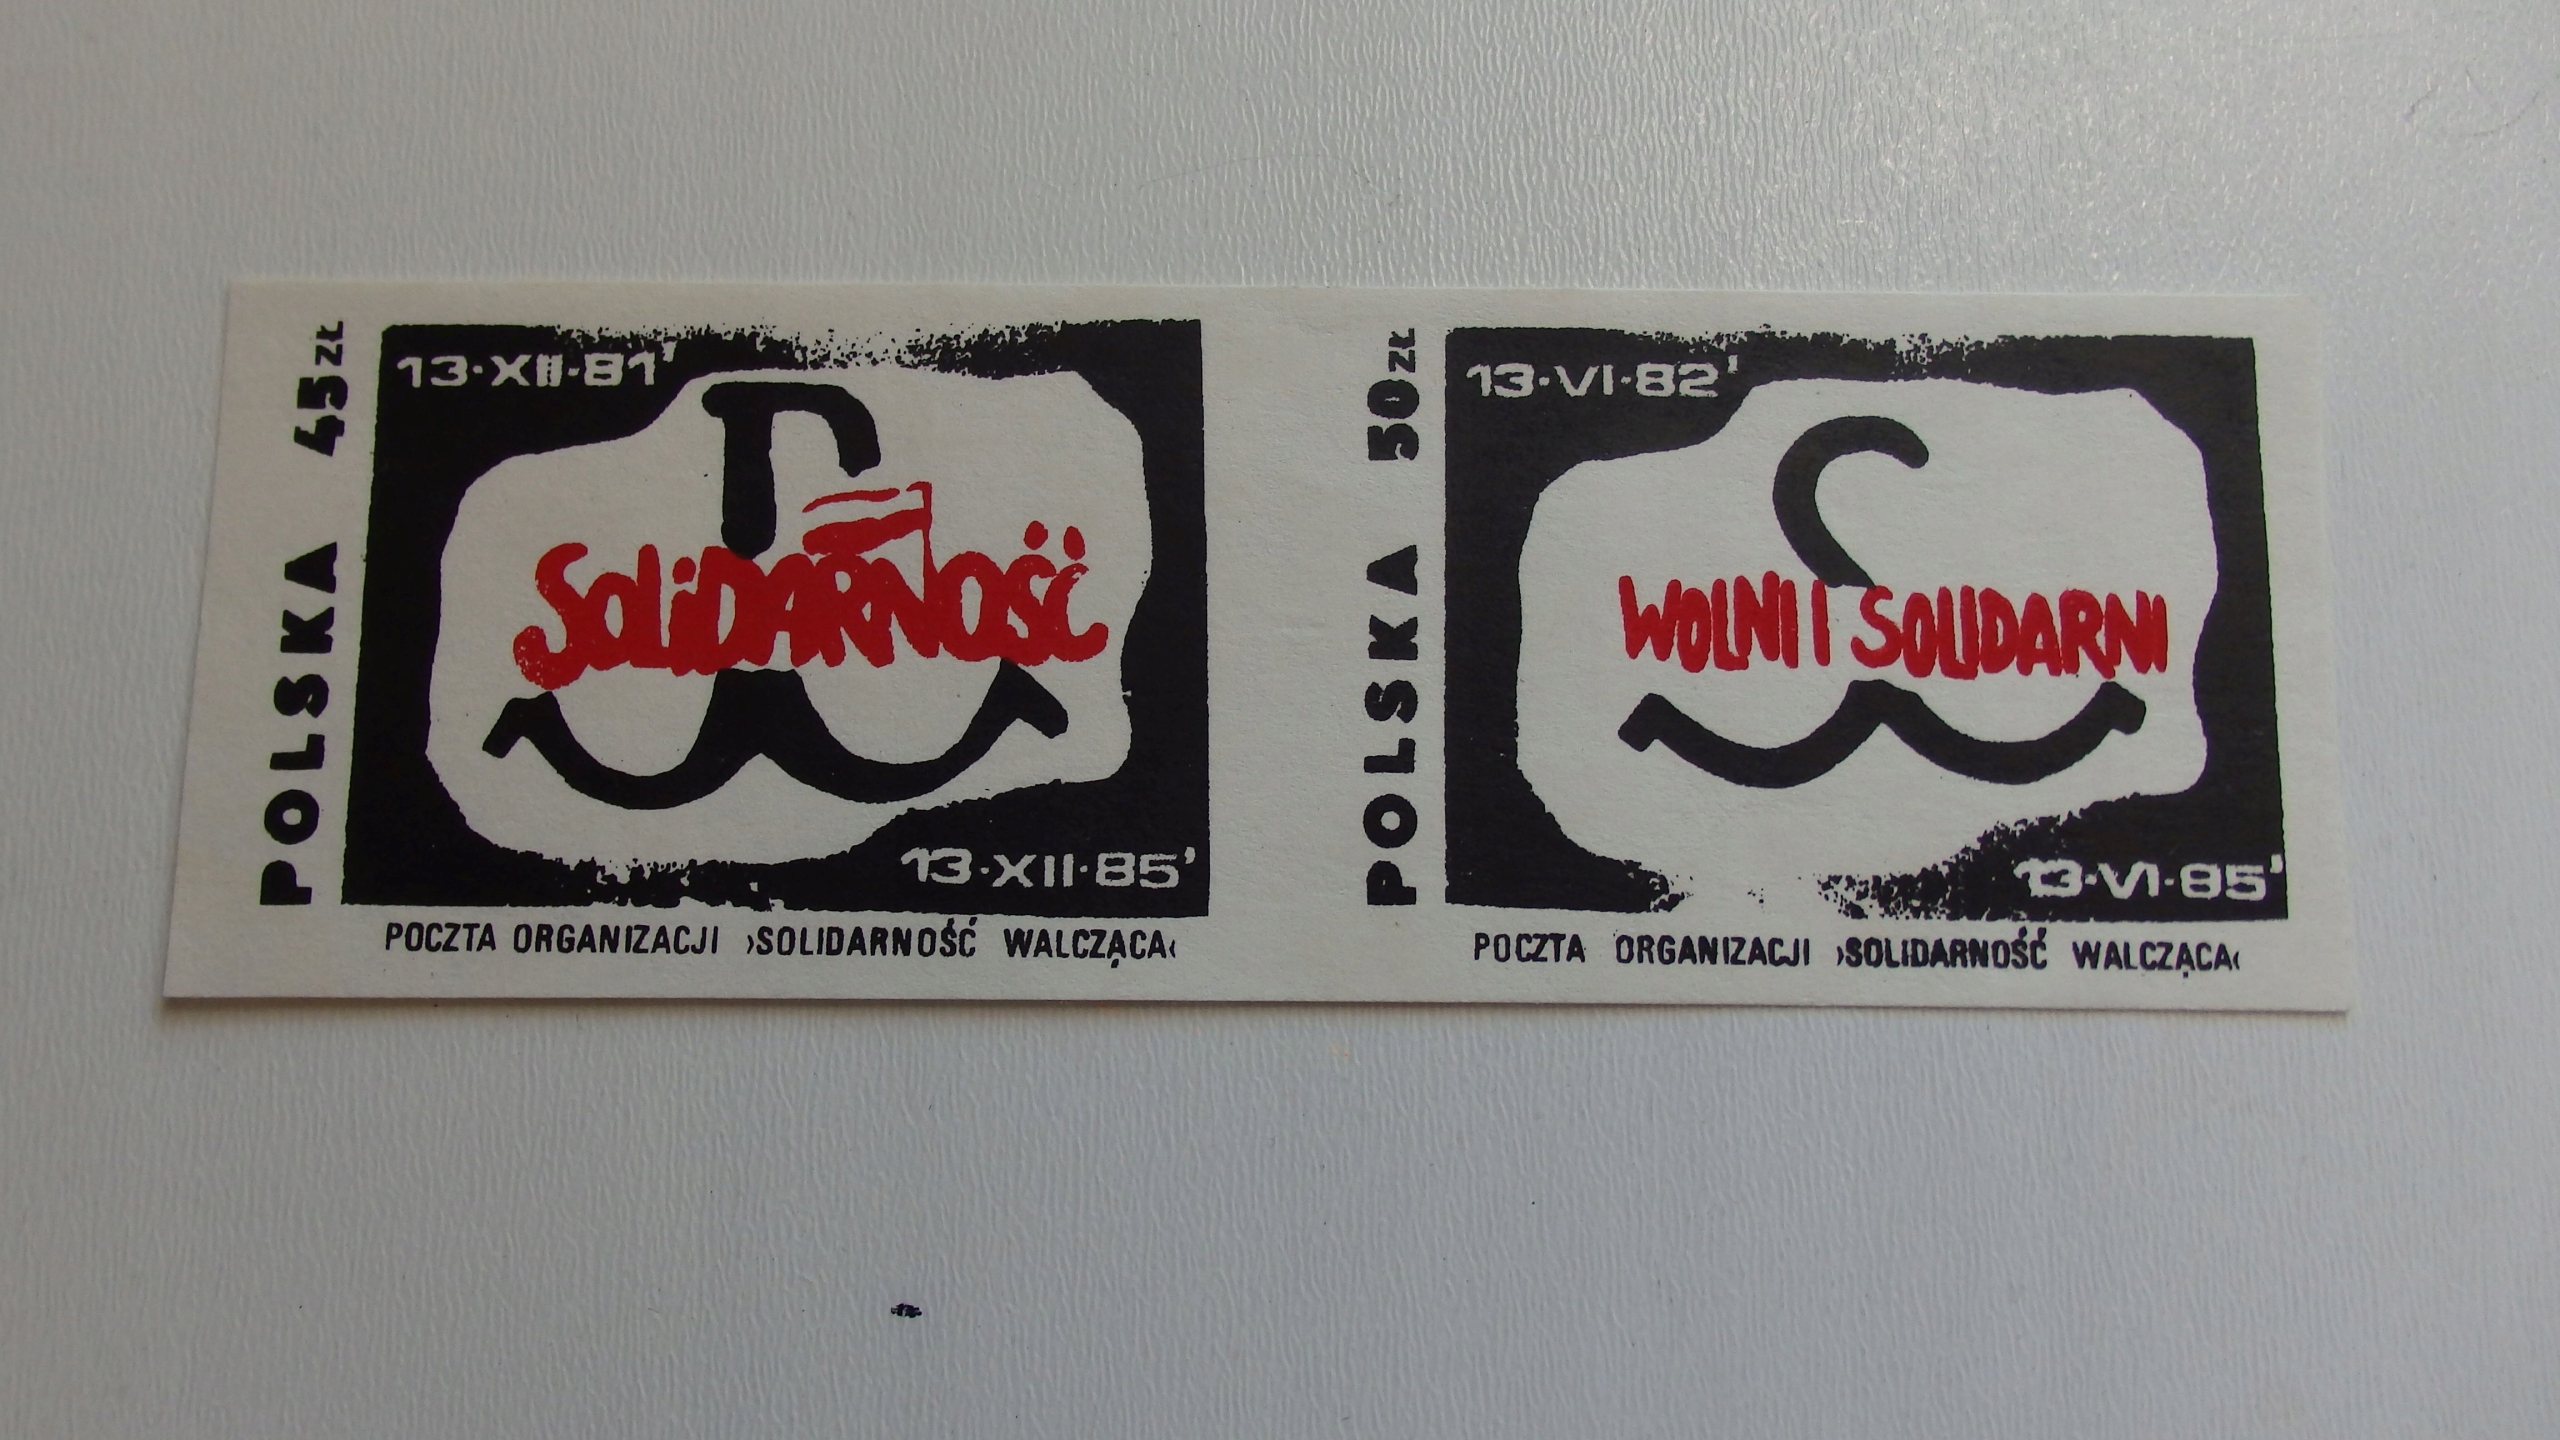 POLSKA 45 ZŁ
13·XII·81'
SOLiDARNOŚĆ
13·XII·85'
POCZTA ORGANIZACJI ›SOLIDARNOŚĆ WALCZĄCA‹
POLSKA 50 ZŁ
13·VI·82'
WOLNI I SOLIDARNI
13·VI·85'
POCZTA ORGANIZACJI ›SOLIDARNOŚĆ WALCZĄCA‹